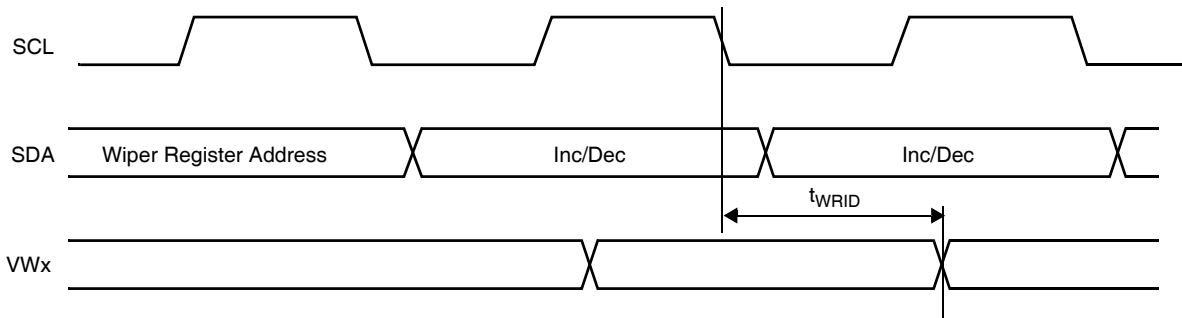 SCL
SDA
Wiper Register Address
Inc/Dec
Inc/Dec
tWRID
VWx